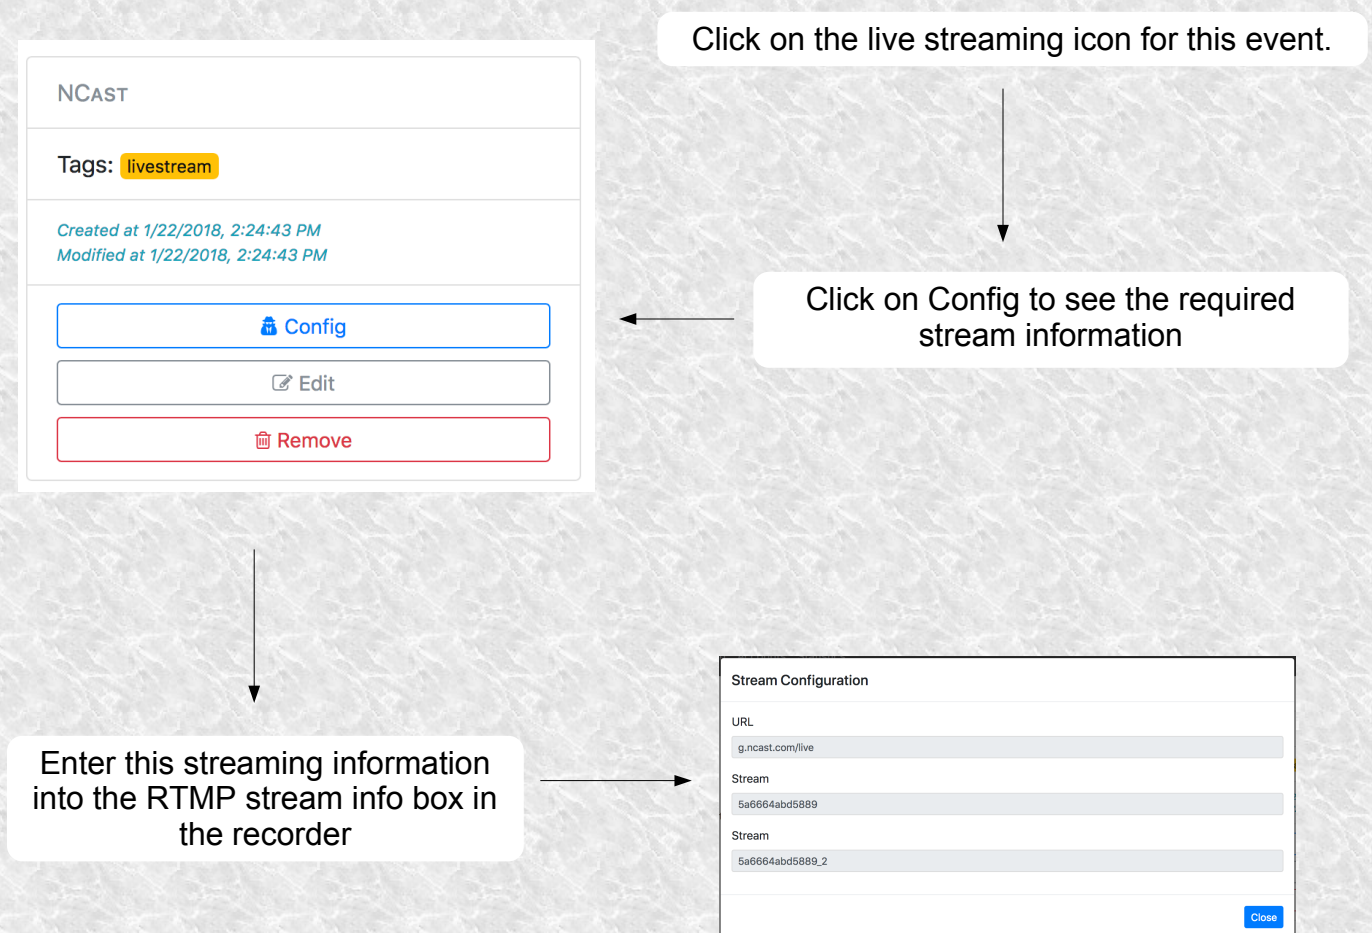 Click on the live streaming icon for this event.
NCAST
Tags: livestream
Created at 1/22/2018, 2:24:43 PM
Modified at 1/22/2018, 2:24:43 PM
Config
Edit
Remove
Click on Config to see the required
stream information
Enter this streaming information
into the RTMP stream info box in
the recorder
Stream Configuration
URL
g.ncast.com/live
Stream
5a6664abd5889
Stream
5a6664abd5889_2
Close